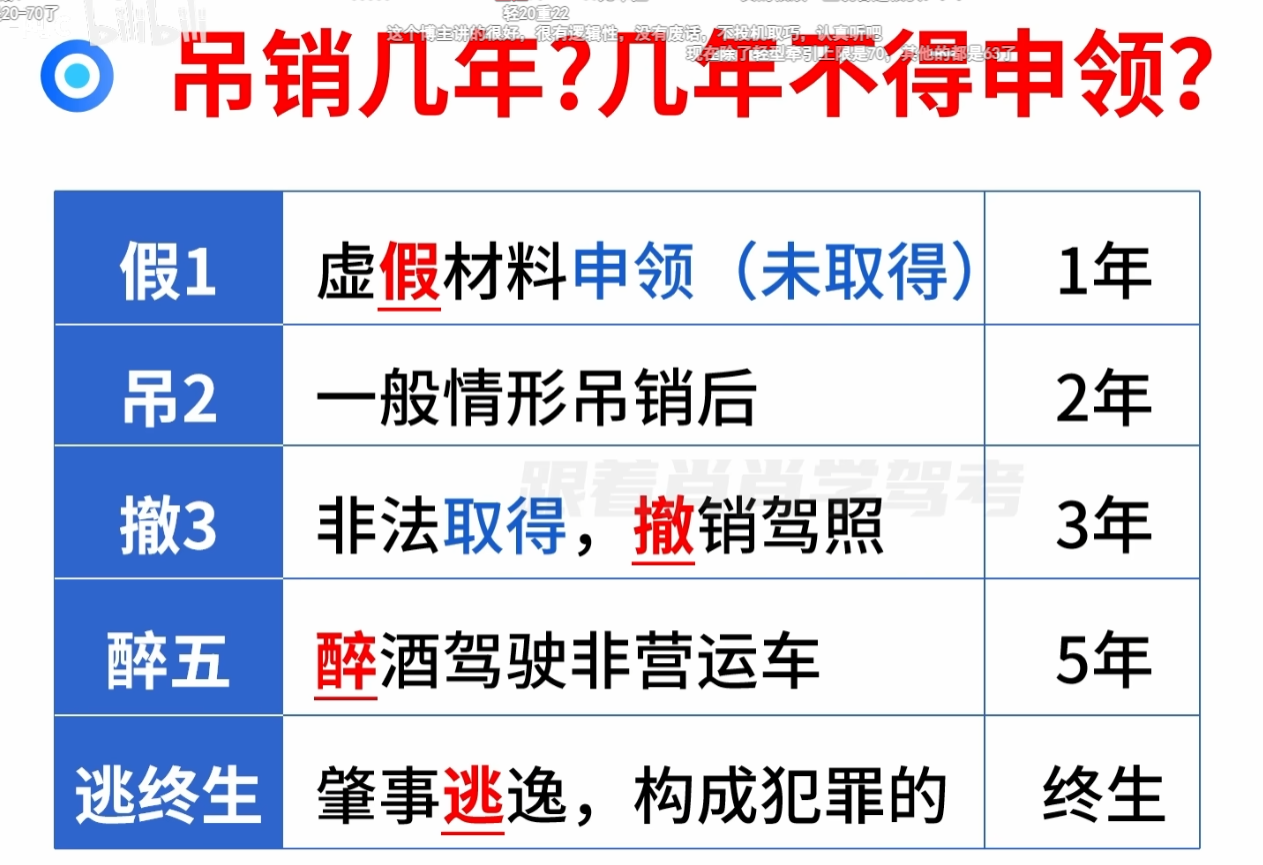 20-70了
轻20重22
这个博主讲的很好，很有逻辑性，没有废话，不投机取巧，认真听吧
现在除了轻型牵引上限是70，其他的都是63了
bilibili
吊销几年?几年不得申领?
假1 虚假材料申领（未取得） 1年
吊2 一般情形吊销后 2年
跟着肖肖学驾考
撤3 非法取得，撤销驾照 3年
醉五 醉酒驾驶非营运车 5年
逃终生 肇事逃逸，构成犯罪的 终生